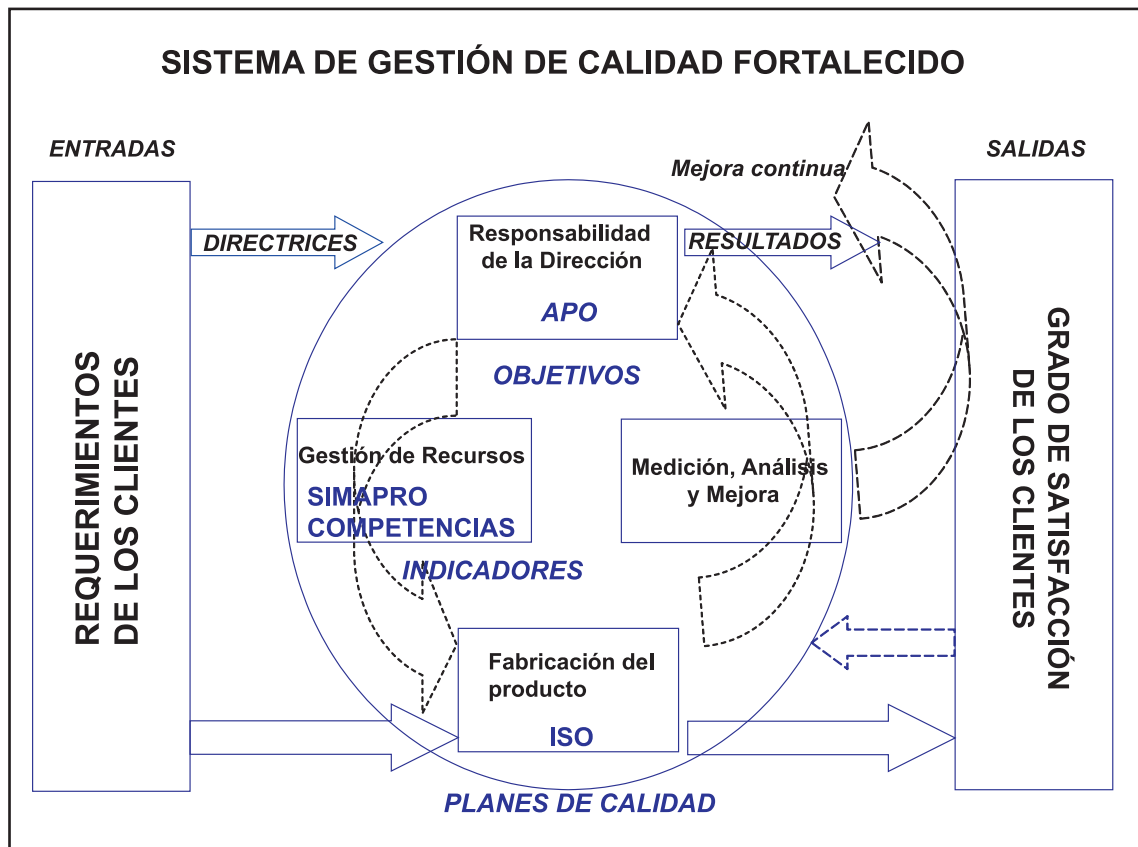 SISTEMA DE GESTIÓN DE CALIDAD FORTALECIDO
ENTRADAS
SALIDAS
Mejora continua
DIRECTRICES
Responsabilidad
de la Dirección
APO
RESULTADOS
OBJETIVOS
REQUERIMIENTOS
DE LOS CLIENTES
Gestión de Recursos
SIMAPRO
COMPETENCIAS
Medición, Análisis
y Mejora
GRADO DE SATISFACCIÓN
DE LOS CLIENTES
INDICADORES
Fabricación del
producto
ISO
PLANES DE CALIDAD